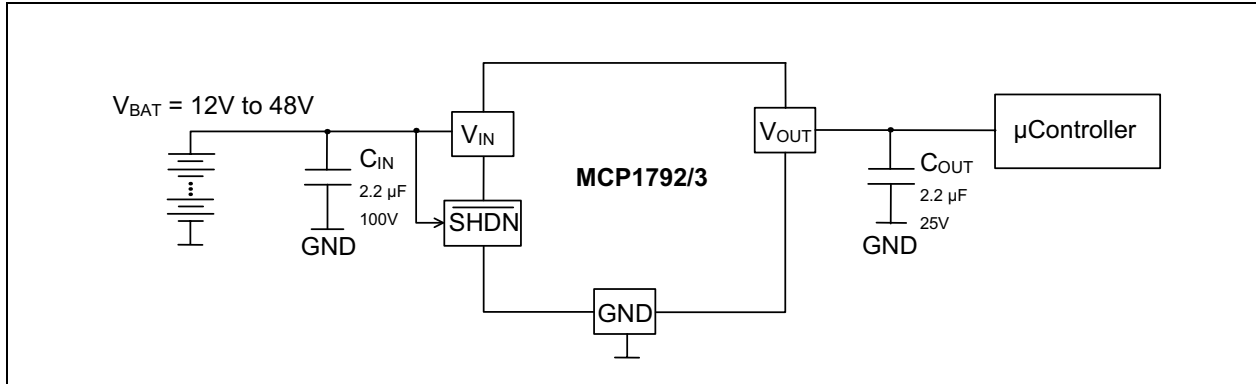 V_BAT = 12V to 48V
V_IN
C_IN
2.2 µF
100V
GND
SHDN
MCP1792/3
GND
V_OUT
C_OUT
2.2 µF
25V
GND
µController